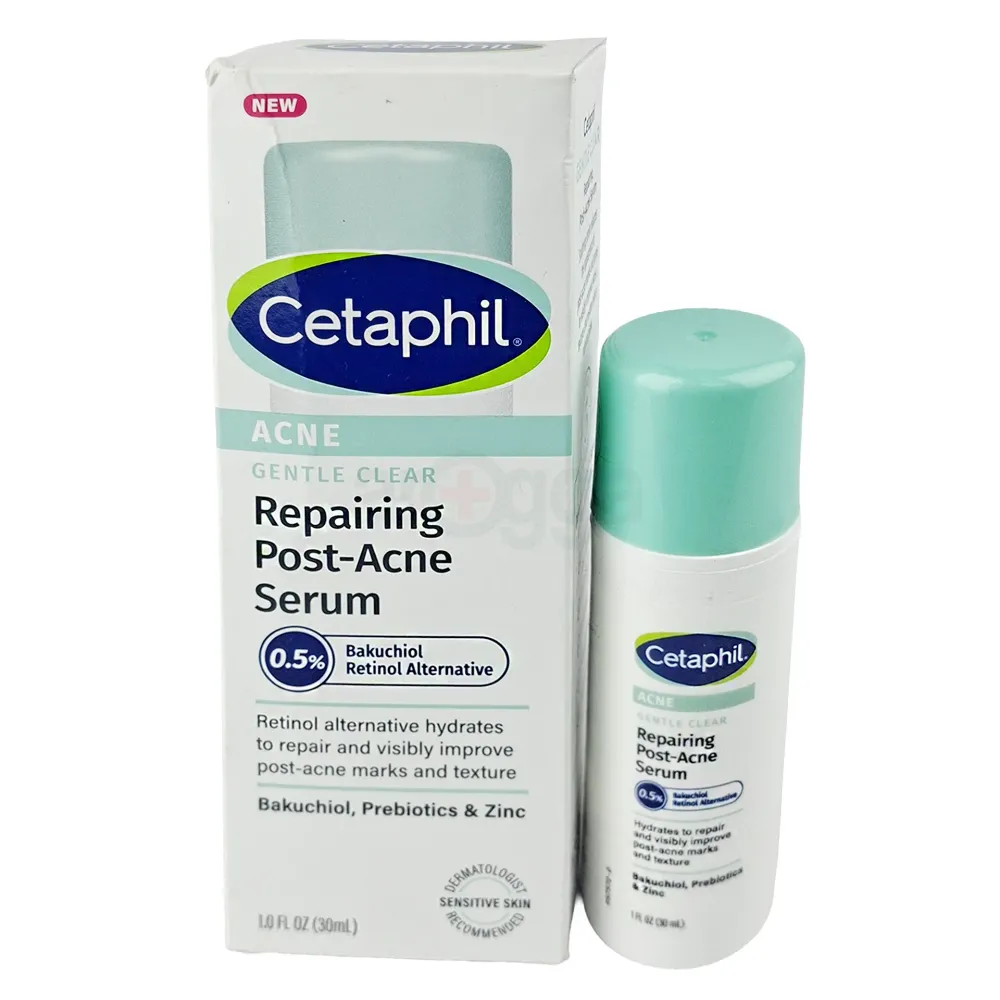 Cetaphil
NEW
Cetaphil®
ACNE
GENTLE CLEAR
Repairing
Post-Acne
Serum
0.5%
Bakuchiol
Retinol Alternative
Retinol alternative hydrates
to repair and visibly improve
post-acne marks and texture
Bakuchiol, Prebiotics & Zinc
1.0 FL OZ (30mL)
DERMATOLOGIST
SENSITIVE SKIN
RECOMMENDED
Cetaphil
Cetaphil
ACNE
GENTLE CLEAR
Repairing
Post-Acne
Serum
0.5%
Bakuchiol
Retinol Alternative
Hydrates to repair
and visibly improve
post-acne marks
and texture
Bakuchiol, Prebiotics
& Zinc
1 FL OZ (30 mL)